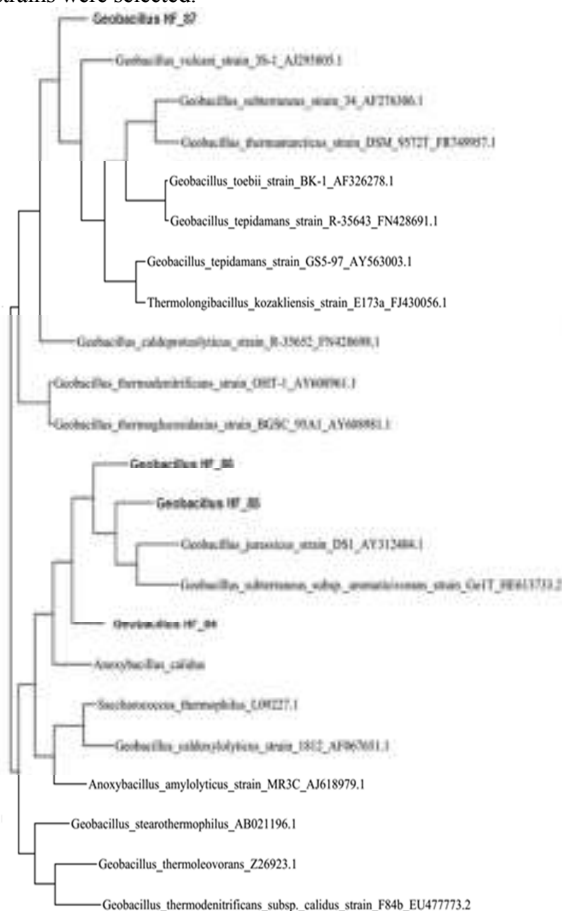 strains were selected.
Geobacillus HF_87
Geobacillus_vulcani_strain_3S-1_AJ293805.1
Geobacillus_subterraneus_strain_34_AF276306.1
Geobacillus_thermantarcticus_strain_DSM_9572T_FR749957.1
Geobacillus_toebii_strain_BK-1_AF326278.1
Geobacillus_tepidamans_strain_R-35643_FN428691.1
Geobacillus_tepidamans_strain_GS5-97_AY563003.1
Thermolongibacillus_kozakliensis_strain_E173a_FJ430056.1
Geobacillus_caldoproteolyticus_strain_R-35652_FN428698.1
Geobacillus_thermodenitrificans_strain_OHT-1_AY608961.1
Geobacillus_thermoglucosidasius_strain_BGSC_95A1_AY608981.1
Geobacillus HF_86
Geobacillus HF_85
Geobacillus_jurassicus_strain_DS1_AY312404.1
Geobacillus_subterraneus_subsp._aromaticivorans_strain_Ge1T_HE613733.2
Geobacillus HF_84
Anoxybacillus_calidus
Saccharococcus_thermophilus_L09227.1
Geobacillus_caldoxylolyticus_strain_1812_AF067651.1
Anoxybacillus_amylolyticus_strain_MR3C_AJ618979.1
Geobacillus_stearothermophilus_AB021196.1
Geobacillus_thermoleovorans_Z26923.1
Geobacillus_thermodenitrificans_subsp._calidus_strain_F84b_EU477773.2